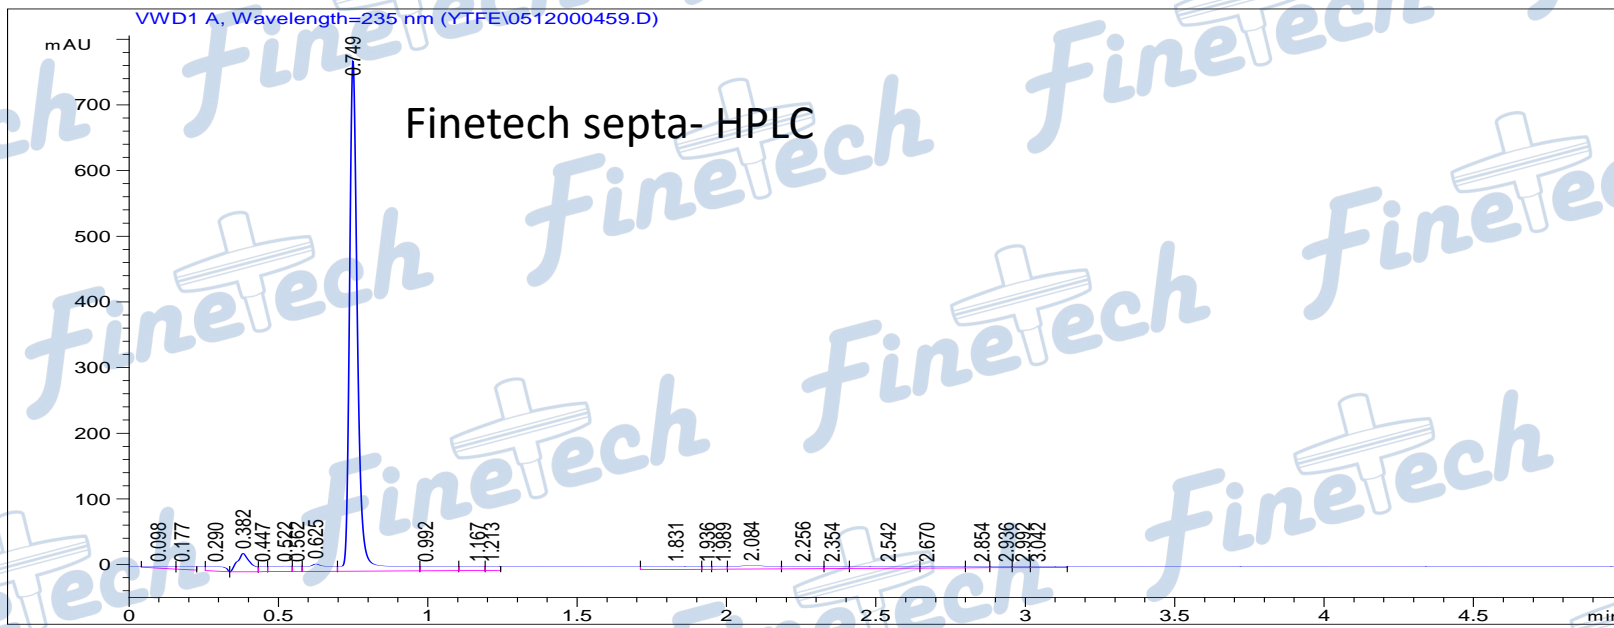 VWD1 A, Wavelength=235 nm (YTFE\0512000459.D)
mAU
Finetech septa- HPLC
700
600
500
400
300
200
100
0
0.098
0.177
0.290
0.382
0.447
0.522
0.562
0.625
0.749
0.992
1.167
1.213
1.831
1.936
1.989
2.084
2.256
2.354
2.542
2.670
2.854
2.936
2.992
3.042
0 0.5 1 1.5 2 2.5 3 3.5 4 4.5 min
FineTech
FineTech
FineTech
FineTech
FineTech
FineTech
FineTech